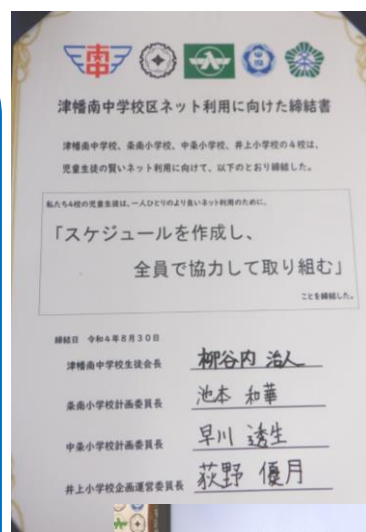 南中
津幡南中学校区ネット利用に向けた締結書
津幡南中学校、条南小学校、中条小学校、井上小学校の4校は、
児童生徒の賢いネット利用に向けて、以下のとおり締結した。
私たち4校の児童生徒は、一人ひとりのより良いネット利用のために、
「スケジュールを作成し、
全員で協力して取り組む」
ことを締結した。
締結日 令和4年8月30日
津幡南中学校生徒会長 柳谷内 治人
条南小学校計画委員長 池本 和華
中条小学校計画委員長 早川 透生
井上小学校企画運営委員長 荻野 優月